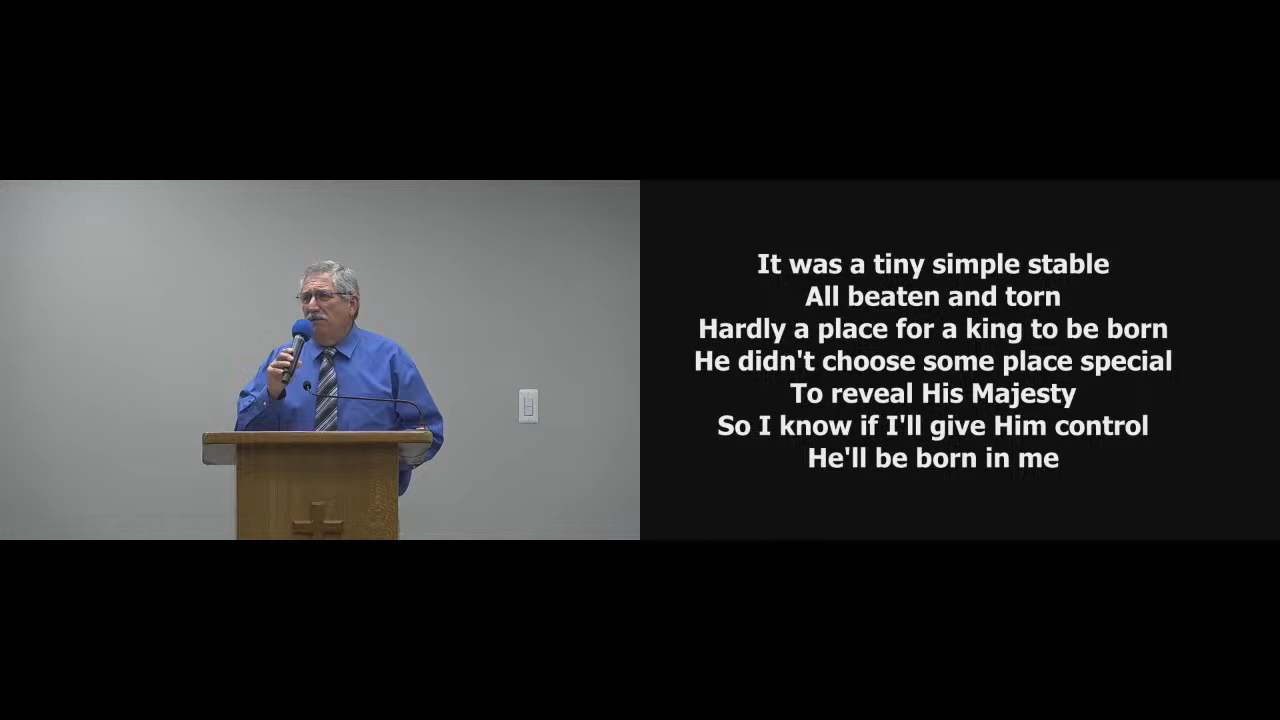 It was a tiny simple stable
All beaten and torn
Hardly a place for a king to be born
He didn't choose some place special
To reveal His Majesty
So I know if I'll give Him control
He'll be born in me